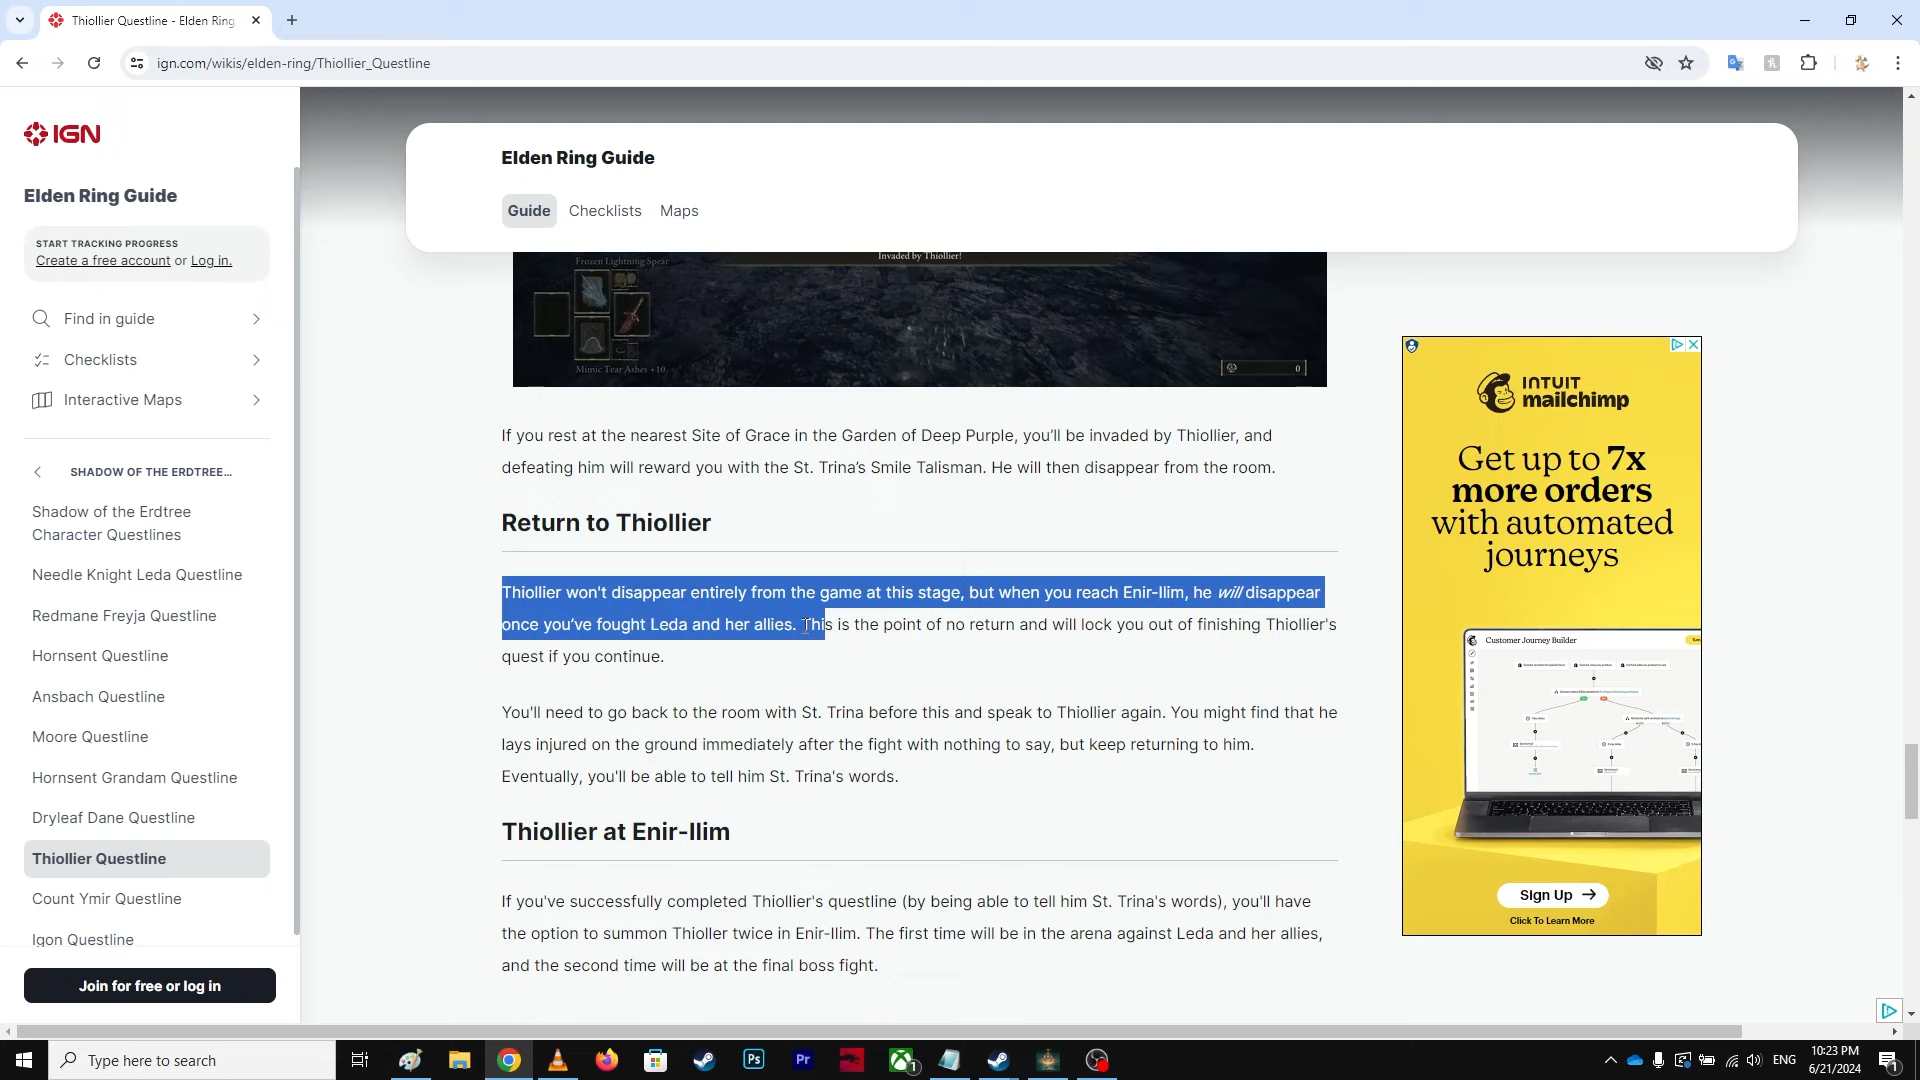 Thiollier Questline - Elden Ring
ign.com/wikis/elden-ring/Thiollier_Questline
IGN
Elden Ring Guide
START TRACKING PROGRESS
Create a free account or Log in.
Find in guide
Checklists
Interactive Maps
SHADOW OF THE ERDTREE...
Shadow of the Erdtree
Character Questlines
Needle Knight Leda Questline
Redmane Freyja Questline
Hornsent Questline
Ansbach Questline
Moore Questline
Hornsent Grandam Questline
Dryleaf Dane Questline
Thiollier Questline
Count Ymir Questline
Igon Questline
Join for free or log in
Elden Ring Guide
Guide Checklists Maps
Invaded by Thiollier!
Frozen Lightning Spear
Mimic Tear Ashes +10
0
If you rest at the nearest Site of Grace in the Garden of Deep Purple, you’ll be invaded by Thiollier, and
defeating him will reward you with the St. Trina’s Smile Talisman. He will then disappear from the room.
Return to Thiollier
Thiollier won't disappear entirely from the game at this stage, but when you reach Enir-Ilim, he will disappear
once you’ve fought Leda and her allies. This is the point of no return and will lock you out of finishing Thiollier's
quest if you continue.
You'll need to go back to the room with St. Trina before this and speak to Thiollier again. You might find that he
lays injured on the ground immediately after the fight with nothing to say, but keep returning to him.
Eventually, you'll be able to tell him St. Trina's words.
Thiollier at Enir-Ilim
If you've successfully completed Thiollier's questline (by being able to tell him St. Trina's words), you'll have
the option to summon Thioller twice in Enir-Ilim. The first time will be in the arena against Leda and her allies,
and the second time will be at the final boss fight.
INTUIT
mailchimp
Get up to 7x
more orders
with automated
journeys
Customer Journey Builder
Sign Up
Click To Learn More
Type here to search
Ps
Pr
1
ENG
10:23 PM
6/21/2024
1